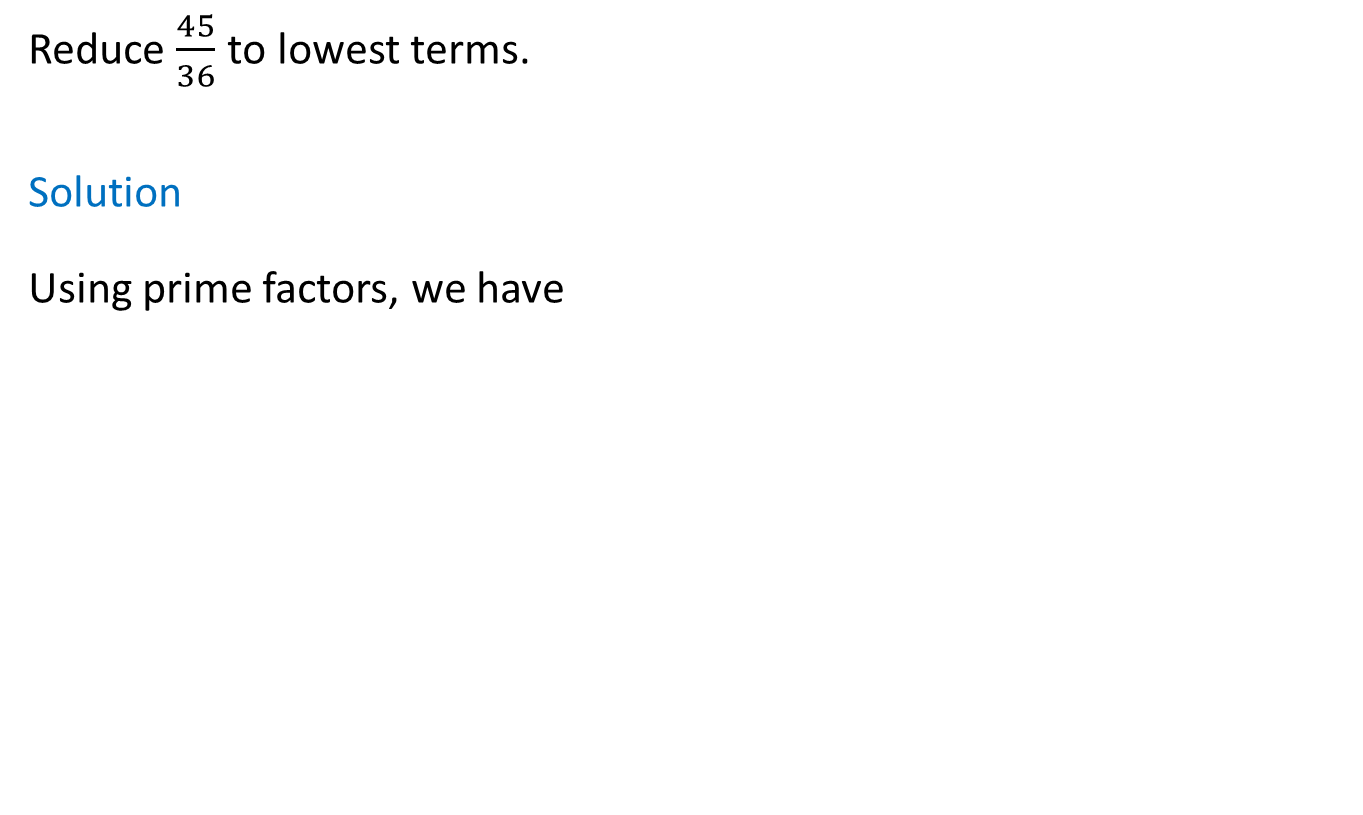 Reduce 45/36 to lowest terms.
Solution
Using prime factors, we have